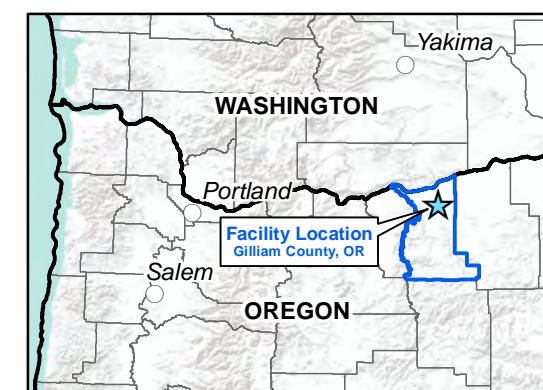 Yakima
WASHINGTON
Portland
Facility Location
Gilliam County, OR
Salem
OREGON